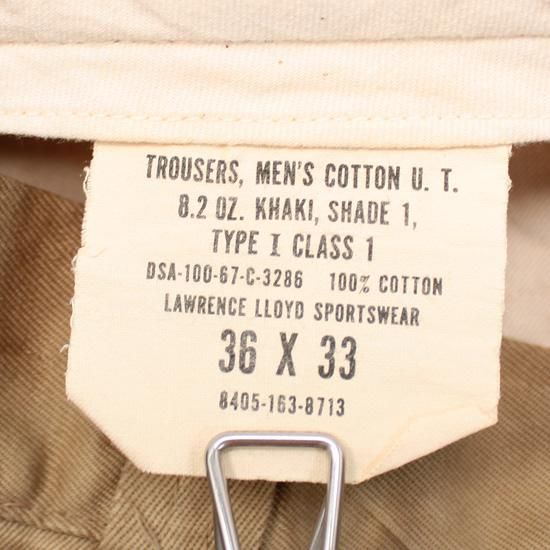 TROUSERS, MEN'S COTTON U. T.
8.2 OZ. KHAKI, SHADE 1,
TYPE I CLASS 1
DSA-100-67-C-3286 100% COTTON
LAWRENCE LLOYD SPORTSWEAR
36 X 33
8405-163-8713